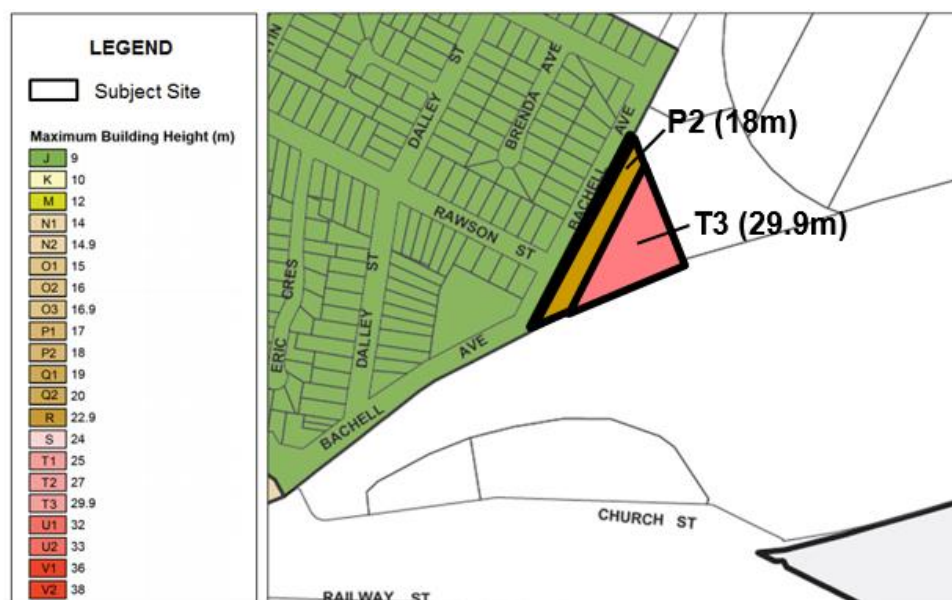 LEGEND
Subject Site
Maximum Building Height (m)
J 9
K 10
M 12
N1 14
N2 14.9
O1 15
O2 16
O3 16.9
P1 17
P2 18
Q1 19
Q2 20
R 22.9
S 24
T1 25
T2 27
T3 29.9
U1 32
U2 33
V1 36
V2 38
DALLEY ST
BRENDA AVE
BACHELL AVE
P2 (18m)
T3 (29.9m)
RAWSON ST
ERIC CRES
DALLEY ST
BACHELL AVE
CHURCH ST
RAILWAY ST